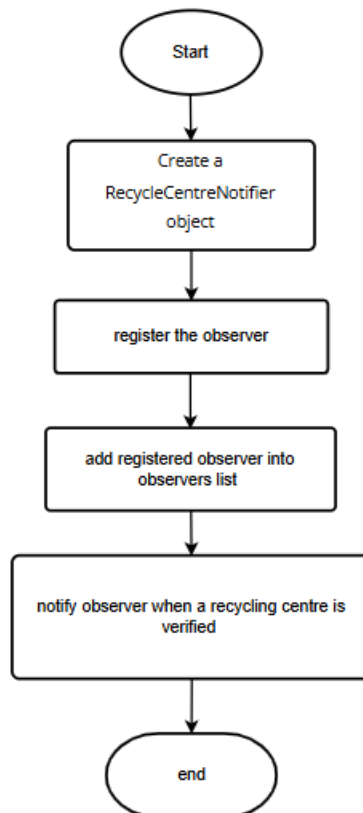 Start
Create a
RecycleCentreNotifier
object
register the observer
add registered observer into
observers list
notify observer when a recycling centre is
verified
end